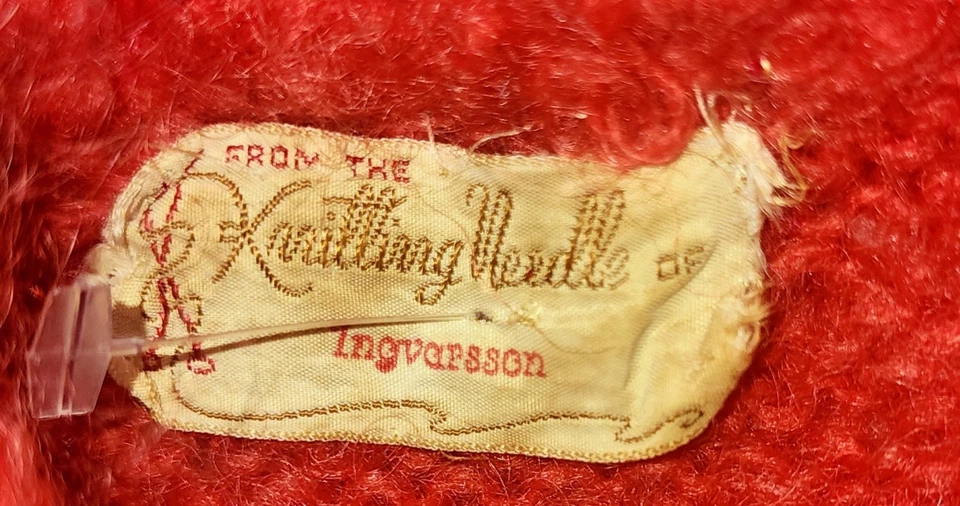 FROM THE
Knitting Needle OF
Ingvarsson